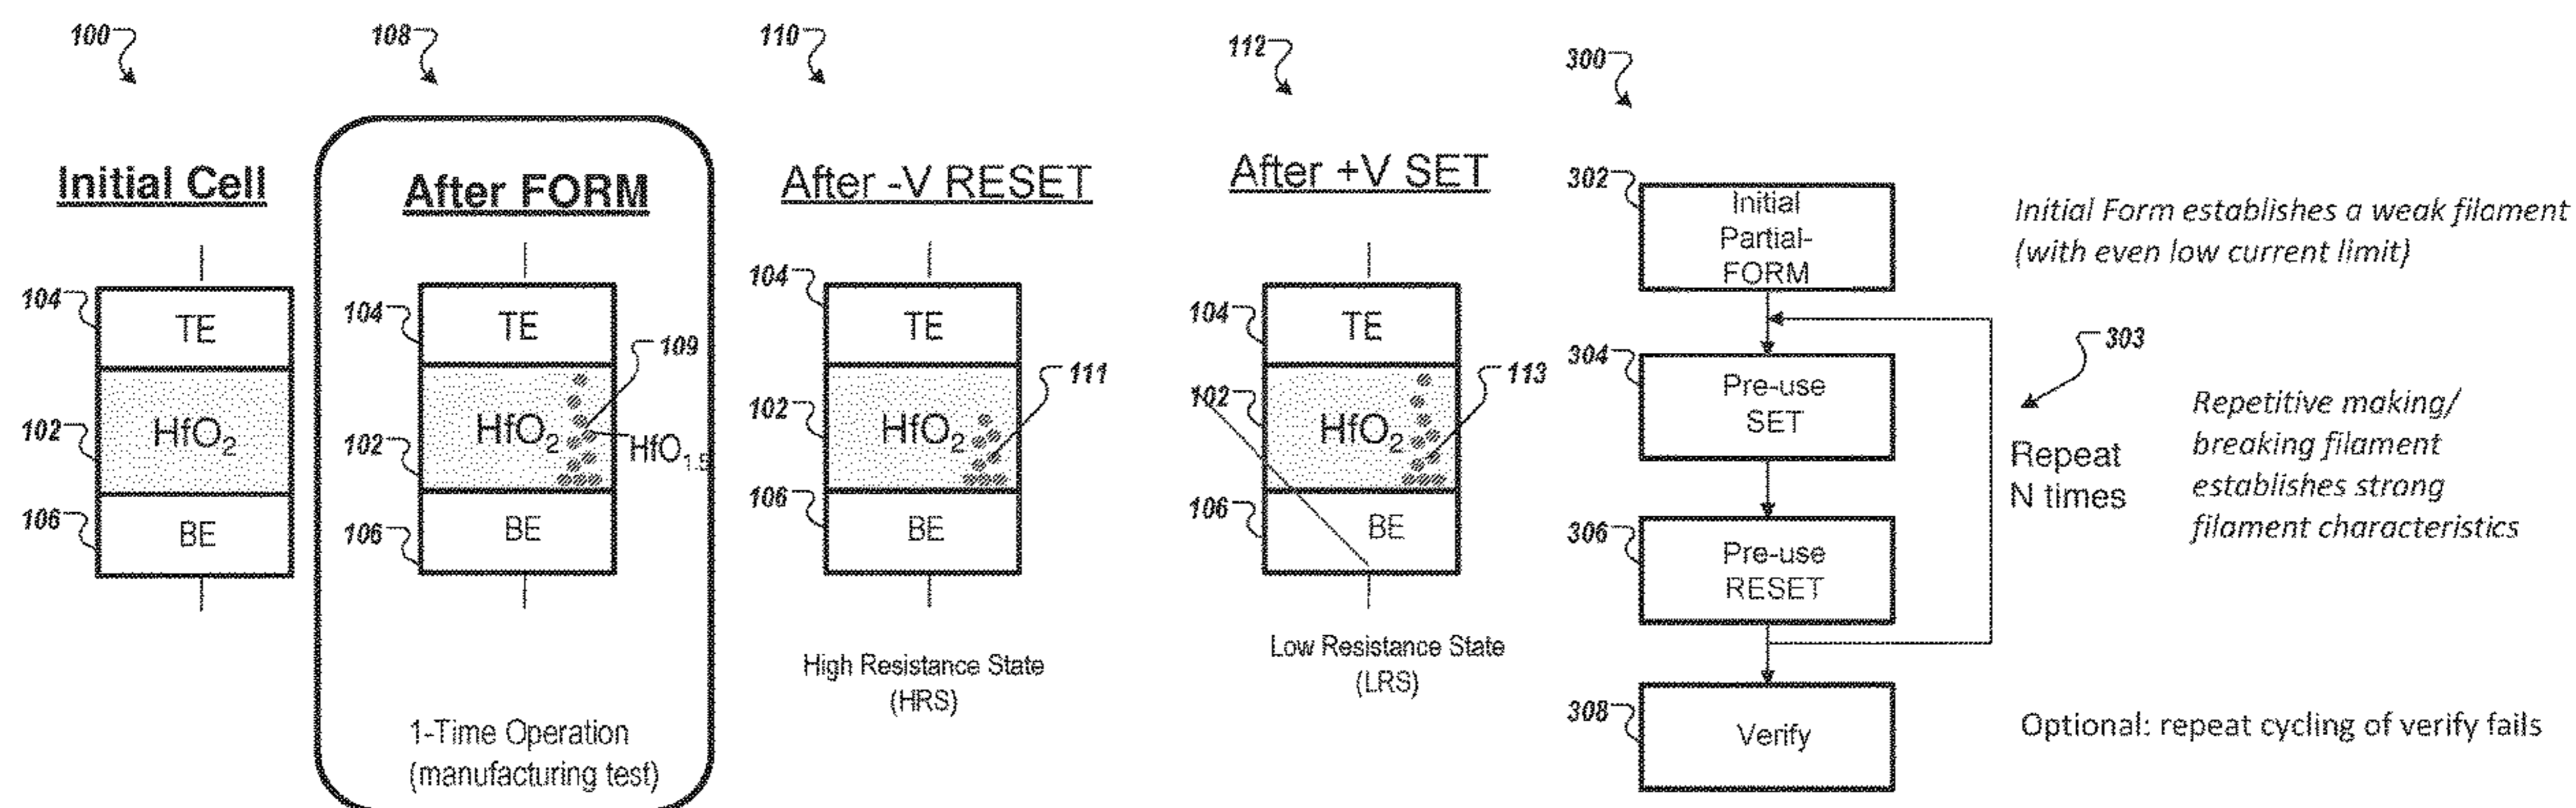 100
Initial Cell
104
TE
102
HfO2
106
BE
108
After FORM
104
TE
109
102
HfO2
HfO1.5
106
BE
1-Time Operation
(manufacturing test)
110
After -V RESET
104
TE
111
102
HfO2
106
BE
High Resistance State
(HRS)
112
After +V SET
104
TE
113
102
HfO2
106
BE
Low Resistance State
(LRS)
300
302
Initial
Partial-
FORM
Initial Form establishes a weak filament
(with even low current limit)
303
304
Pre-use
SET
Repeat
N times
Repetitive making/
breaking filament
establishes strong
filament characteristics
306
Pre-use
RESET
308
Verify
Optional: repeat cycling of verify fails